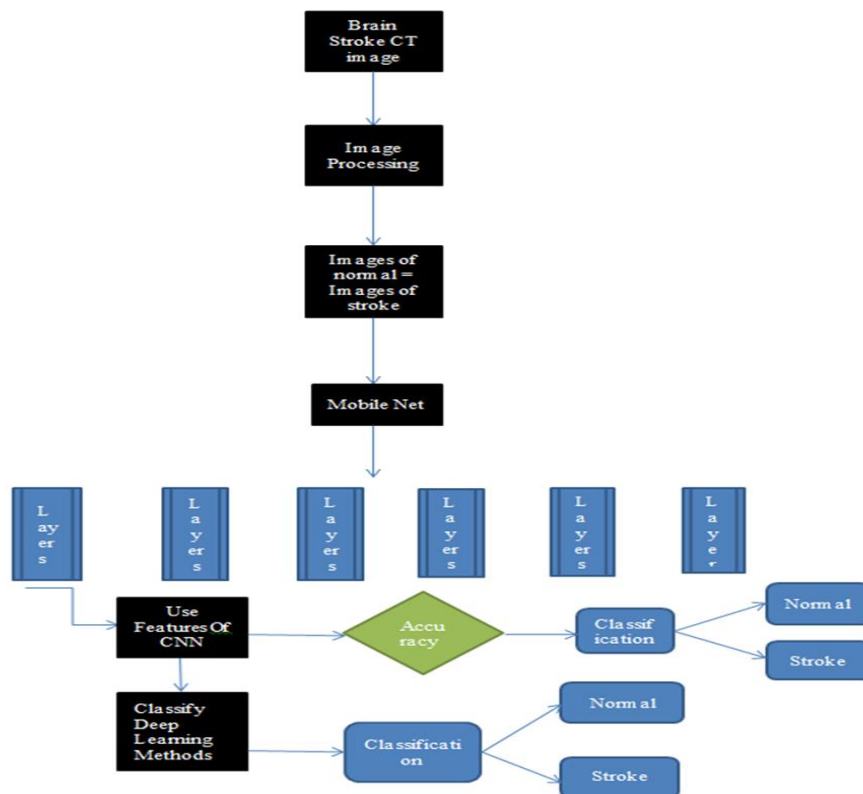 Brain
Stroke CT
image
Image
Processing
Images of
normal =
Images of
stroke
Mobile Net
L
ay
er
s
L
a
y
er
s
L
a
y
er
s
L
a
y
er
s
L
a
y
er
s
L
a
y
er
Use
Features Of
CNN
Accu
racy
Classif
ication
Normal
Stroke
Classify
Deep
Learning
Methods
Classificati
on
Normal
Stroke